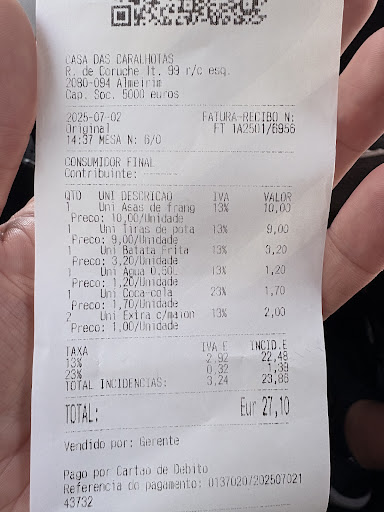 CASA DAS CARALHOTAS
R. de Coruche lt. 99 r/c esq.
2080-094 Almeirim
Cap. Soc. 5000 euros
2025-07-02 FATURA-RECIBO N:
Original FT 1A2501/6956
14:37 MESA N: 6/0
CONSUMIDOR FINAL
Contribuinte: -------
QTD UNI DESCRICAO IVA VALOR
1 Uni Asas de frang 13% 10,00
Preco: 10,00/Unidade
1 Uni Tiras de pota 13% 9,00
Preco: 9,00/Unidade
1 Uni Batata Frita 13% 3,20
Preco: 3,20/Unidade
1 Uni Agua 0.50L 13% 1,20
Preco: 1,20/Unidade
1 Uni Coca-cola 23% 1,70
Preco: 1,70/Unidade
2 Uni Extra c/maion 13% 2,00
Preco: 1,00/Unidade
TAXA IVA.E INCID.E
13% 2,92 22,48
23% 0,32 1,38
TOTAL INCIDENCIAS: 3,24 23,86
TOTAL: Eur 27,10
Vendido por: Gerente
Pago por Cartao de Debito
Referencia do pagamento: 0137020/202507021
43732